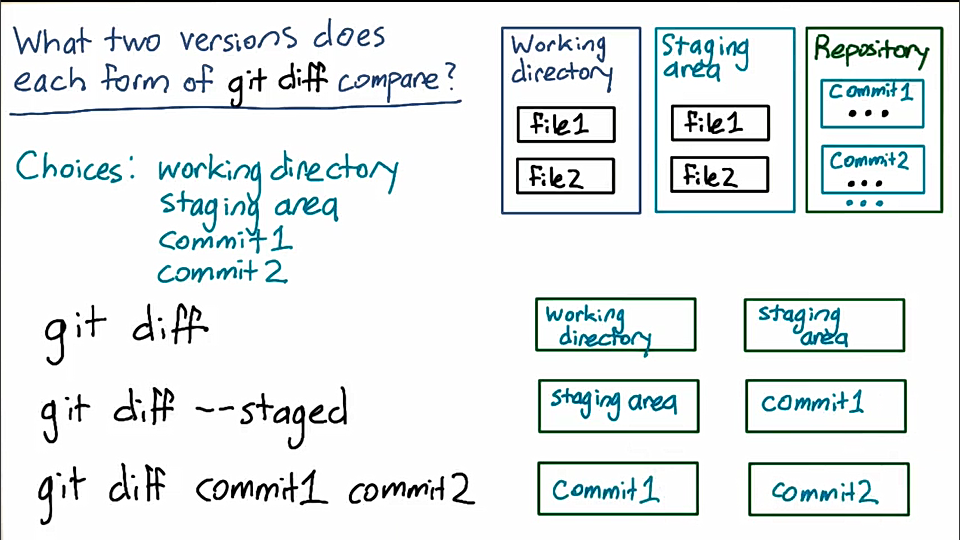 What two versions does
each form of git diff compare?
Choices: working directory
staging area
commit1
commit2
Working
directory
file1
file2
Staging
area
file1
file2
Repository
commit1
...
commit2
...
...
git diff
working
directory
staging
area
git diff --staged
staging area
commit1
git diff commit1 commit2
commit1
commit2